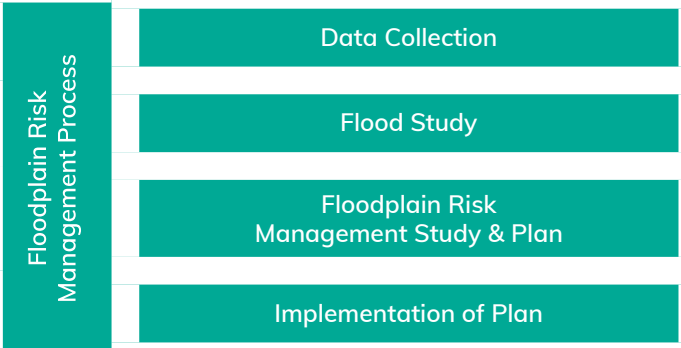 Floodplain Risk
Management Process
Data Collection
Flood Study
Floodplain Risk
Management Study & Plan
Implementation of Plan